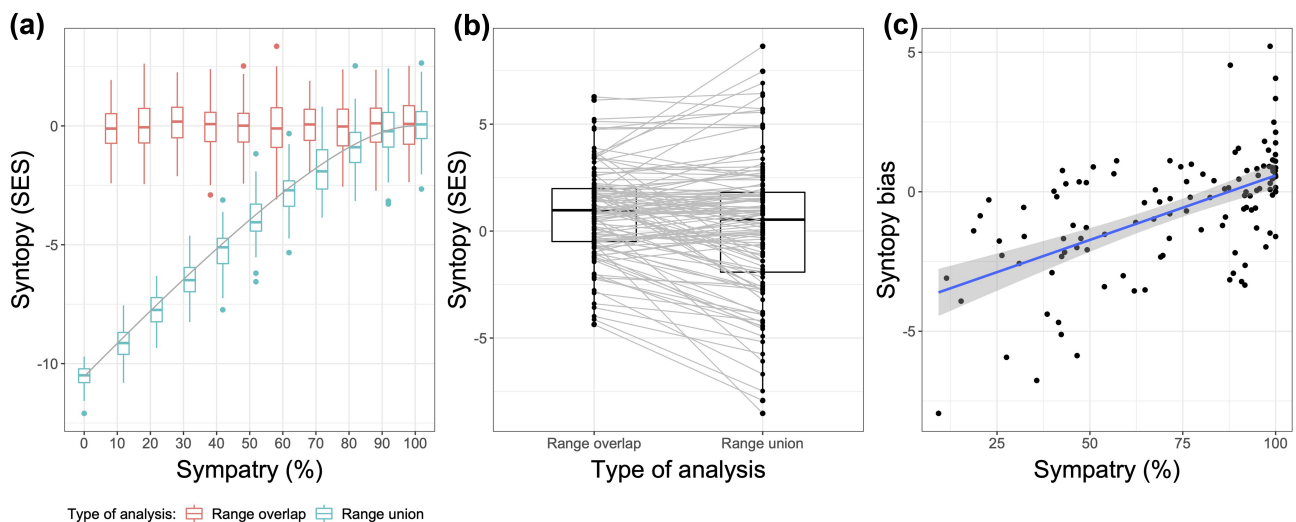 (a)
Syntopy (SES)
0
-5
-10
0 10 20 30 40 50 60 70 80 90 100
Sympatry (%)
Type of analysis: Range overlap Range union
(b)
Syntopy (SES)
5
0
-5
Range overlap Range union
Type of analysis
(c)
Syntopy bias
5
0
-5
25 50 75 100
Sympatry (%)